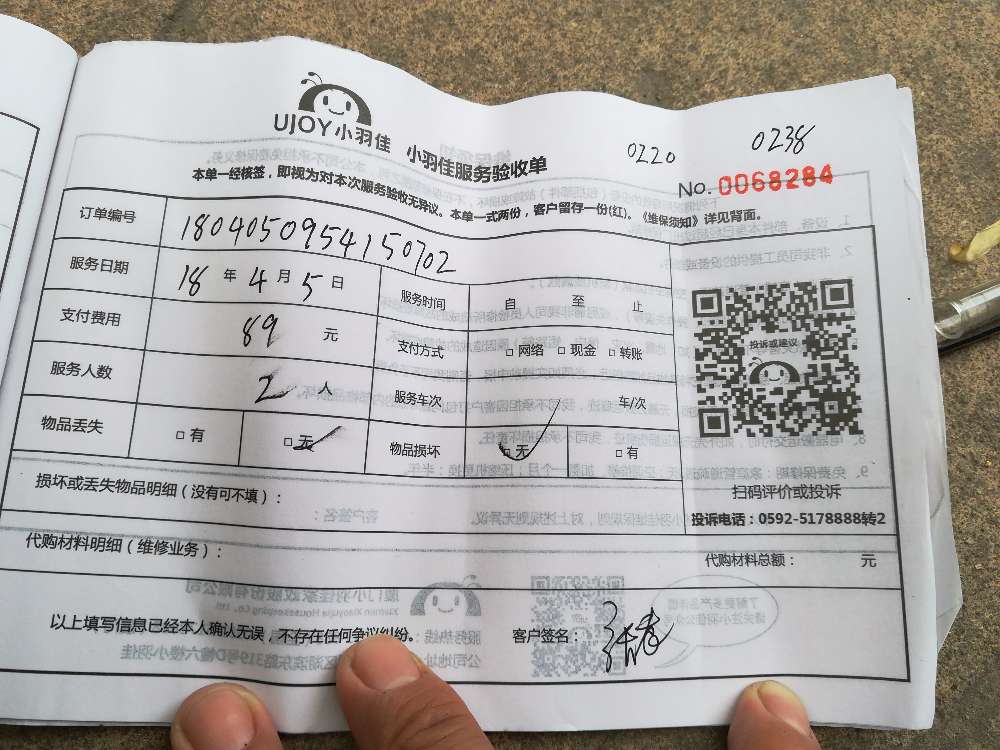 UJOY小羽佳 小羽佳服务验收单
0220 0238
本单一经核签，即视为对本次服务验收无异议。本单一式两份，客户留存一份(红)。《维保须知》详见背面。
No. 0068284
订单编号 1804050954150702
服务日期 18 年 4 月 5 日 服务时间 自 至 止
支付费用 89 元 支付方式 □ 网络 □ 现金 □ 转账
服务人数 2 人 服务车次 车/次
物品丢失 □ 有 □ 无 物品损坏 □ 无 □ 有
投诉或建议
扫码评价或投诉
投诉电话：0592-5178888转2
损坏或丢失物品明细（没有可不填）：
代购材料明细（维修业务）： 代购材料总额： 元
以上填写信息已经本人确认无误，不存在任何争议纠纷。 客户签名：